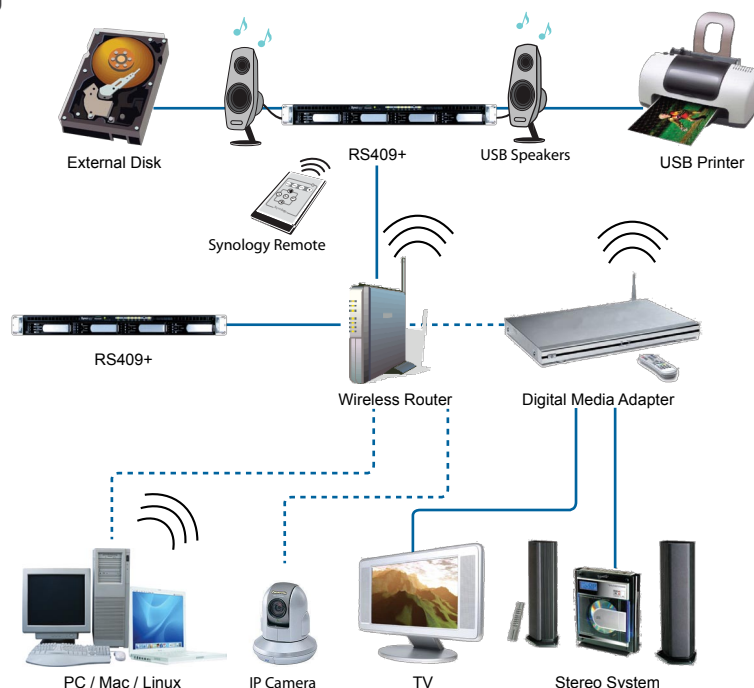 External Disk
RS409+
USB Speakers
USB Printer
Synology Remote
RS409+
Wireless Router
Digital Media Adapter
PC / Mac / Linux
IP Camera
TV
Stereo System